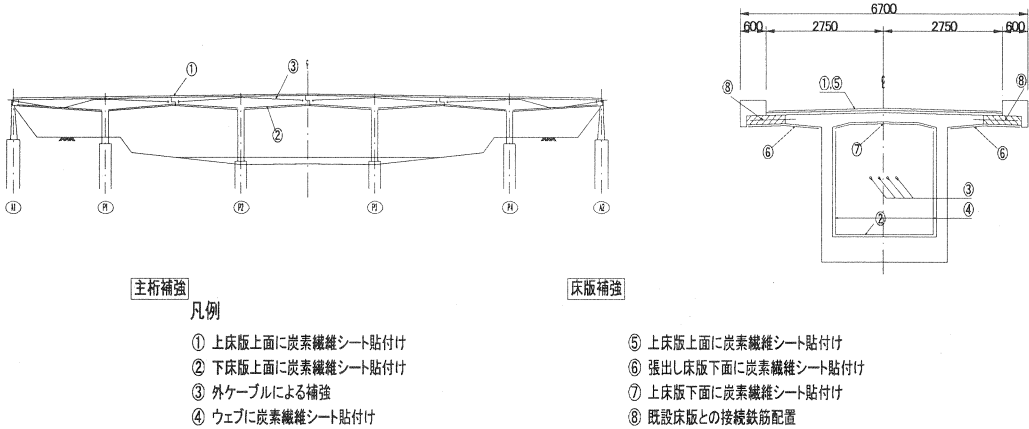 6700
600 2750 2750 600
① ③ ℄
②
A1 P1 P2 P3 P4 A2
℄
①,⑤
⑧ ⑧
⑥ ⑦ ⑥
③
② ④
主桁補強
凡例
① 上床版上面に炭素繊維シート貼付け
② 下床版上面に炭素繊維シート貼付け
③ 外ケーブルによる補強
④ ウェブに炭素繊維シート貼付け
床版補強
⑤ 上床版上面に炭素繊維シート貼付け
⑥ 張出し床版下面に炭素繊維シート貼付け
⑦ 上床版下面に炭素繊維シート貼付け
⑧ 既設床版との接続鉄筋配置